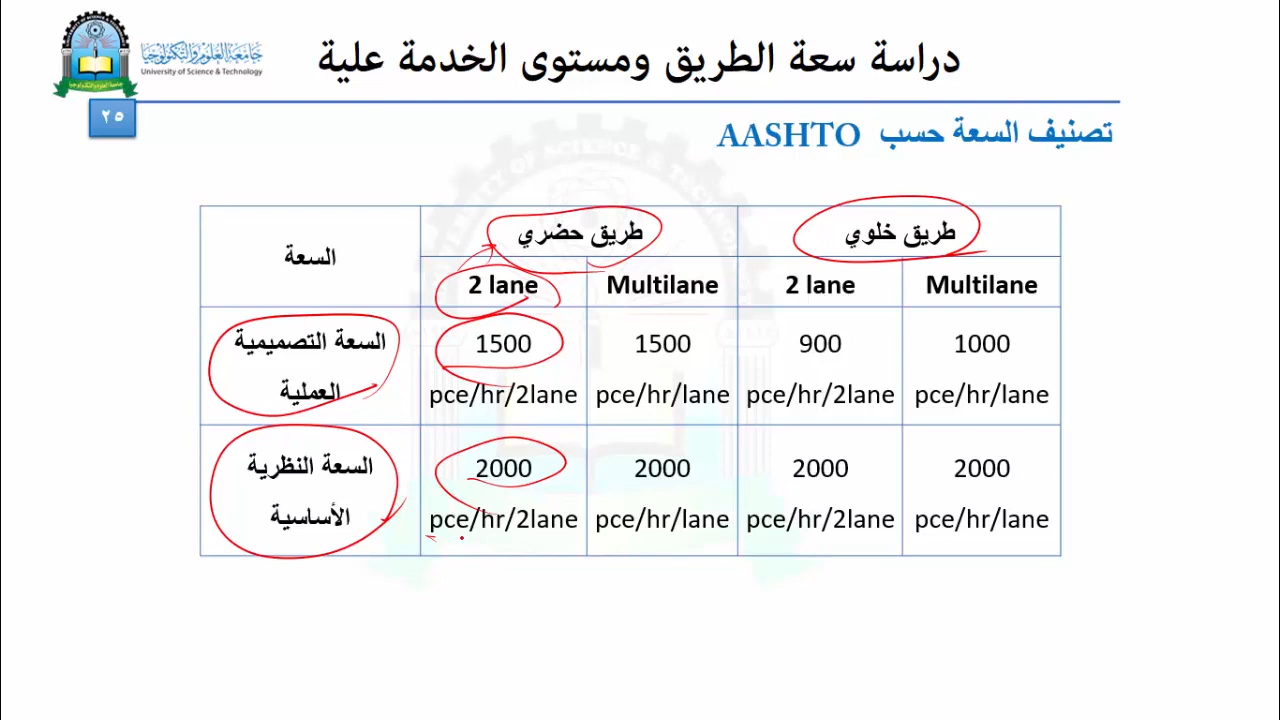 جامعة العلوم والتكنولوجيا
University of Science & Technology
دراسة سعة الطريق ومستوى الخدمة علية
٢٥
تصنيف السعة حسب AASHTO
السعة طريق حضري طريق خلوي
2 lane Multilane 2 lane Multilane
السعة التصميمية العملية
1500 pce/hr/2lane
1500 pce/hr/lane
900 pce/hr/2lane
1000 pce/hr/lane
السعة النظرية الأساسية
2000 pce/hr/2lane
2000 pce/hr/lane
2000 pce/hr/2lane
2000 pce/hr/lane